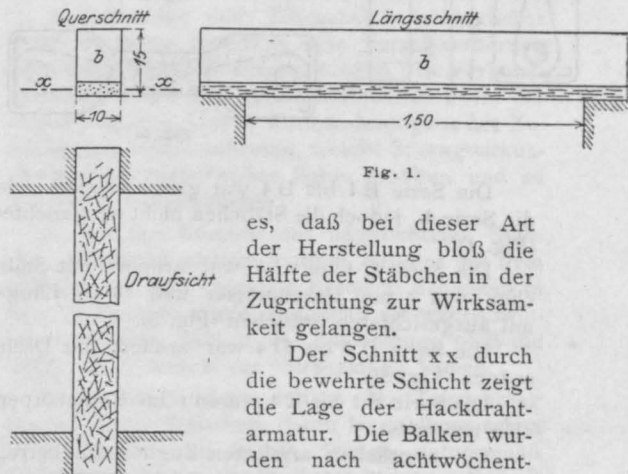 Querschnitt
Längsschnitt
b
15
b
x
x
10
1,50
Fig. 1.
Draufsicht
es, daß bei dieser Art
der Herstellung bloß die
Hälfte der Stäbchen in der
Zugrichtung zur Wirksam-
keit gelangen.
Der Schnitt x x durch
die bewehrte Schicht zeigt
die Lage der Hackdraht-
armatur. Die Balken wur-
den nach achtwöchent-